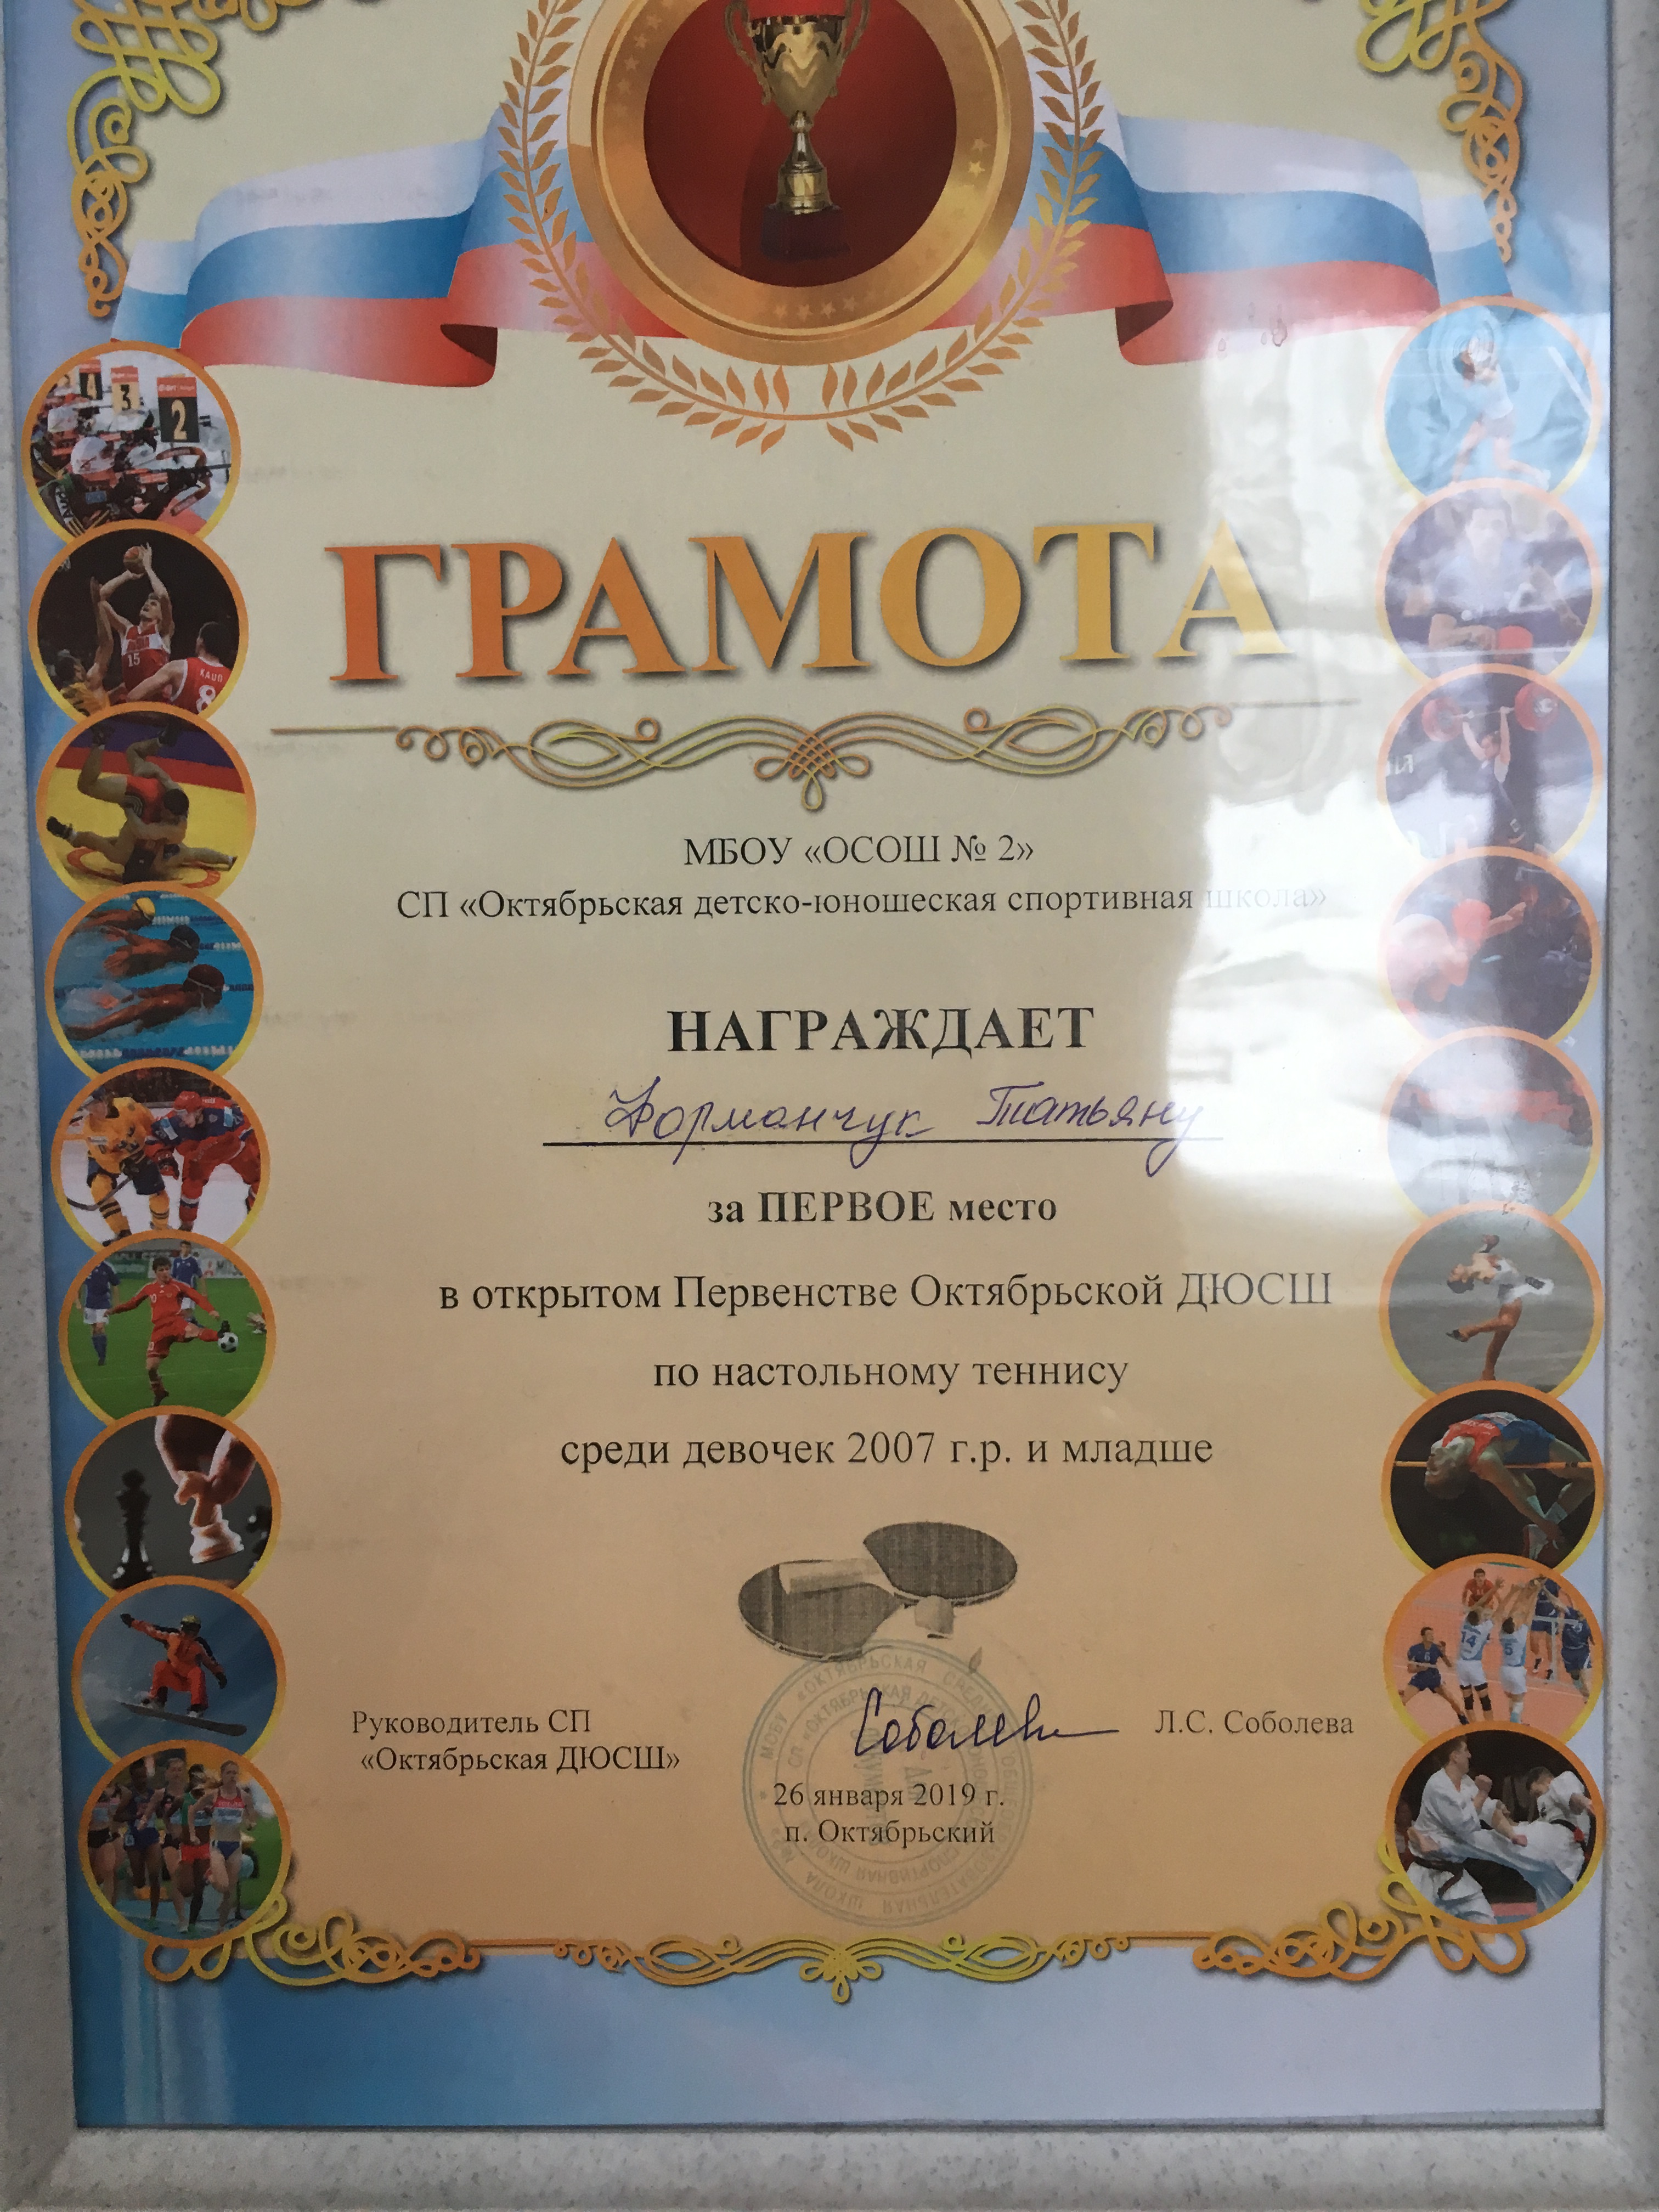 ГРАМОТА
МБОУ «ОСОШ № 2»
СП «Октябрьская детско-юношеская спортивная школа»
НАГРАЖДАЕТ
Татьяну
за ПЕРВОЕ место
в открытом Первенстве Октябрьской ДЮСШ
по настольному теннису
среди девочек 2007 г.р. и младше
Руководитель СП
«Октябрьская ДЮСШ»
Соболева
Л.С. Соболева
26 января 2019 г.
п. Октябрьский